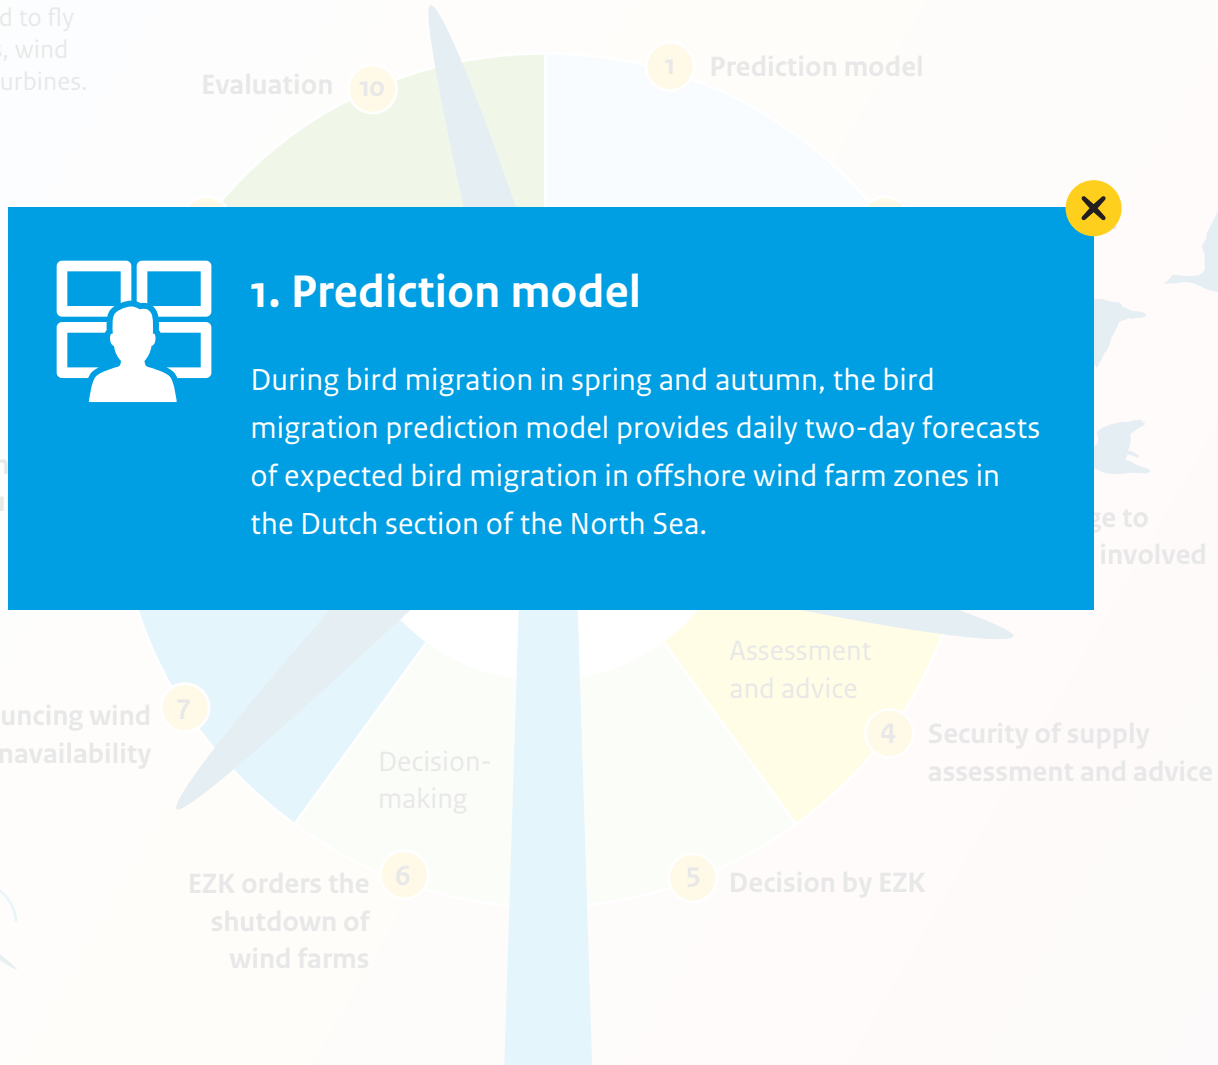 d to fly
, wind
urbines.
Evaluation
10
1
Prediction model
1. Prediction model
During bird migration in spring and autumn, the bird
migration prediction model provides daily two-day forecasts
of expected bird migration in offshore wind farm zones in
the Dutch section of the North Sea.
ge to
involved
Assessment
and advice
7
uncing wind
navailability
4
Security of supply
assessment and advice
Decision-
making
6
EZK orders the
shutdown of
wind farms
5
Decision by EZK